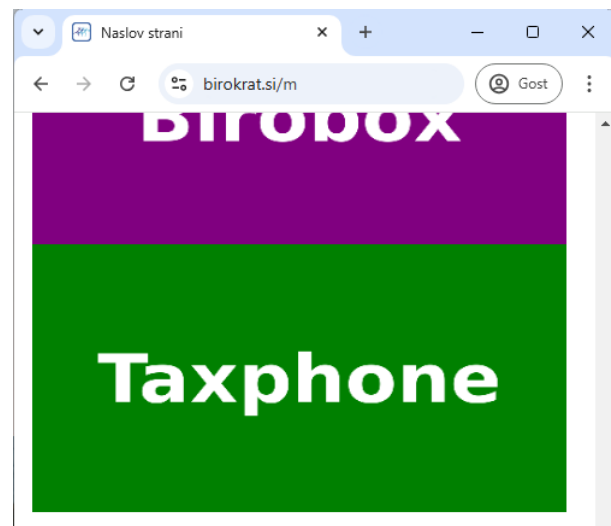 Naslov strani
birokrat.si/m
Gost
Birobox
Taxphone